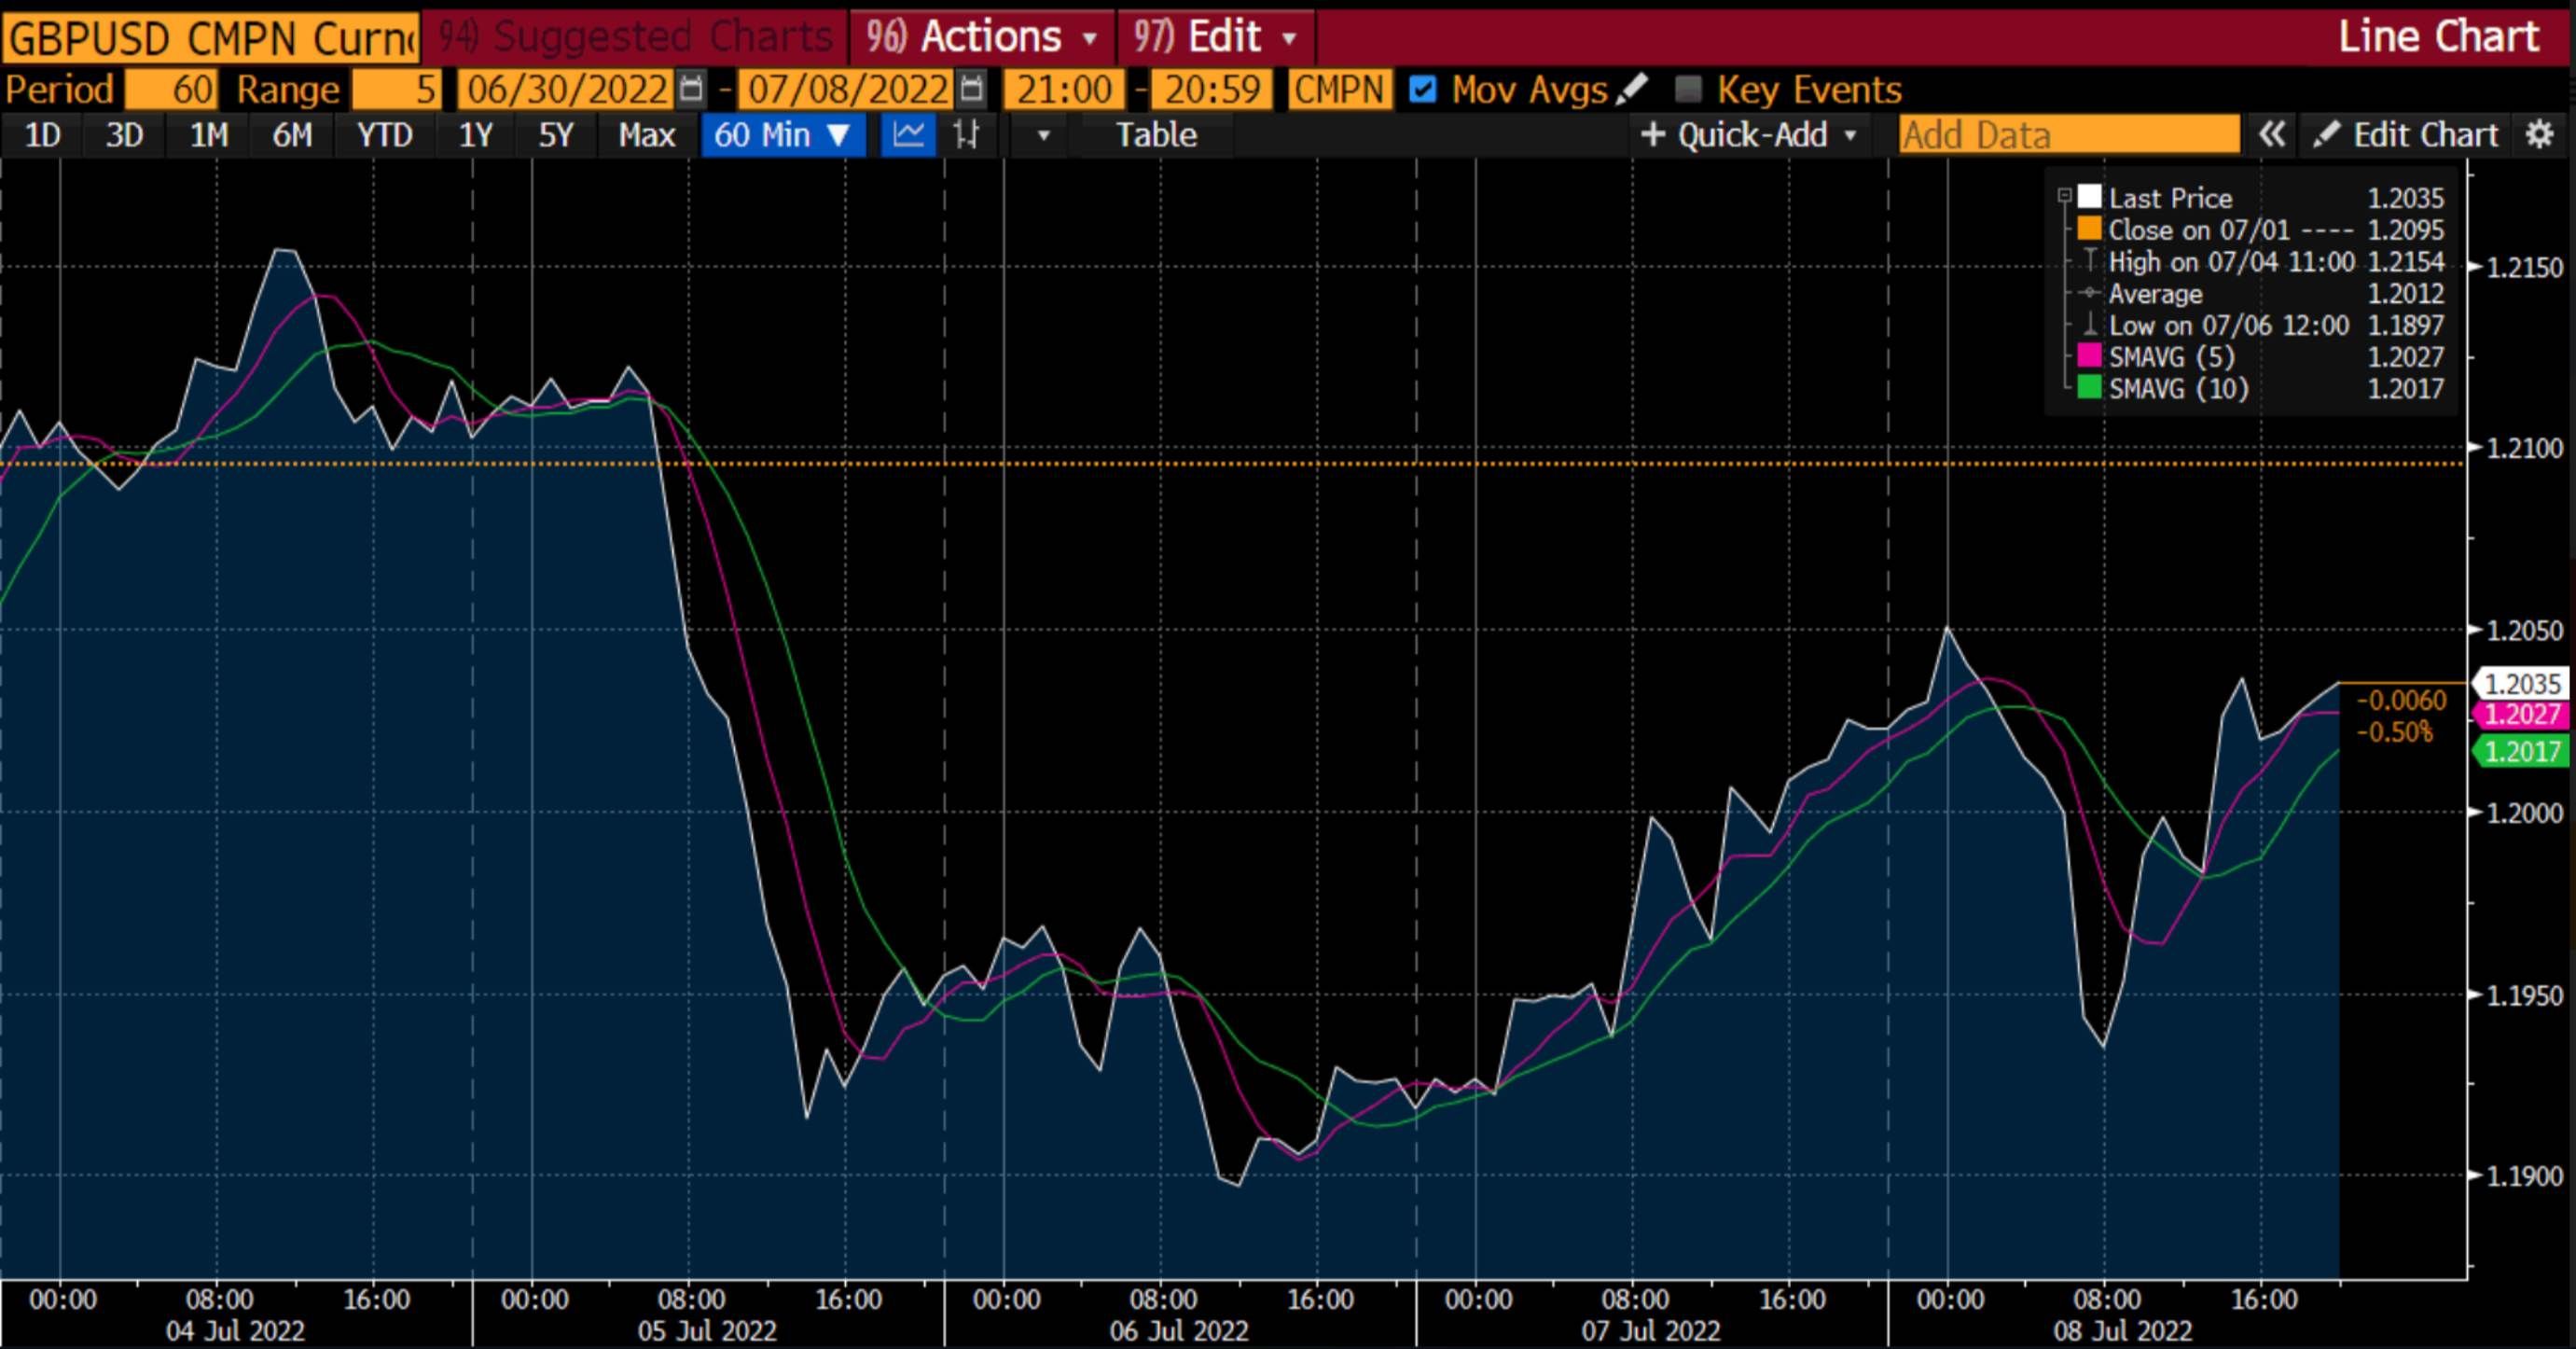 GBPUSD CMPN Curn 94) Suggested Charts 96) Actions 97) Edit Line Chart
Period 60 Range 5 06/30/2022 - 07/08/2022 21:00 - 20:59 CMPN Mov Avgs Key Events
1D 3D 1M 6M YTD 1Y 5Y Max 60 Min ▼ Table + Quick-Add Add Data « Edit Chart
Last Price 1.2035
Close on 07/01 ---- 1.2095
High on 07/04 11:00 1.2154
Average 1.2012
Low on 07/06 12:00 1.1897
SMAVG (5) 1.2027
SMAVG (10) 1.2017
1.2150
1.2100
1.2050
1.2035
-0.0060
1.2027
-0.50%
1.2017
1.2000
1.1950
1.1900
00:00 08:00 16:00 00:00 08:00 16:00 00:00 08:00 16:00 00:00 08:00 16:00 00:00 08:00 16:00
04 Jul 2022 05 Jul 2022 06 Jul 2022 07 Jul 2022 08 Jul 2022